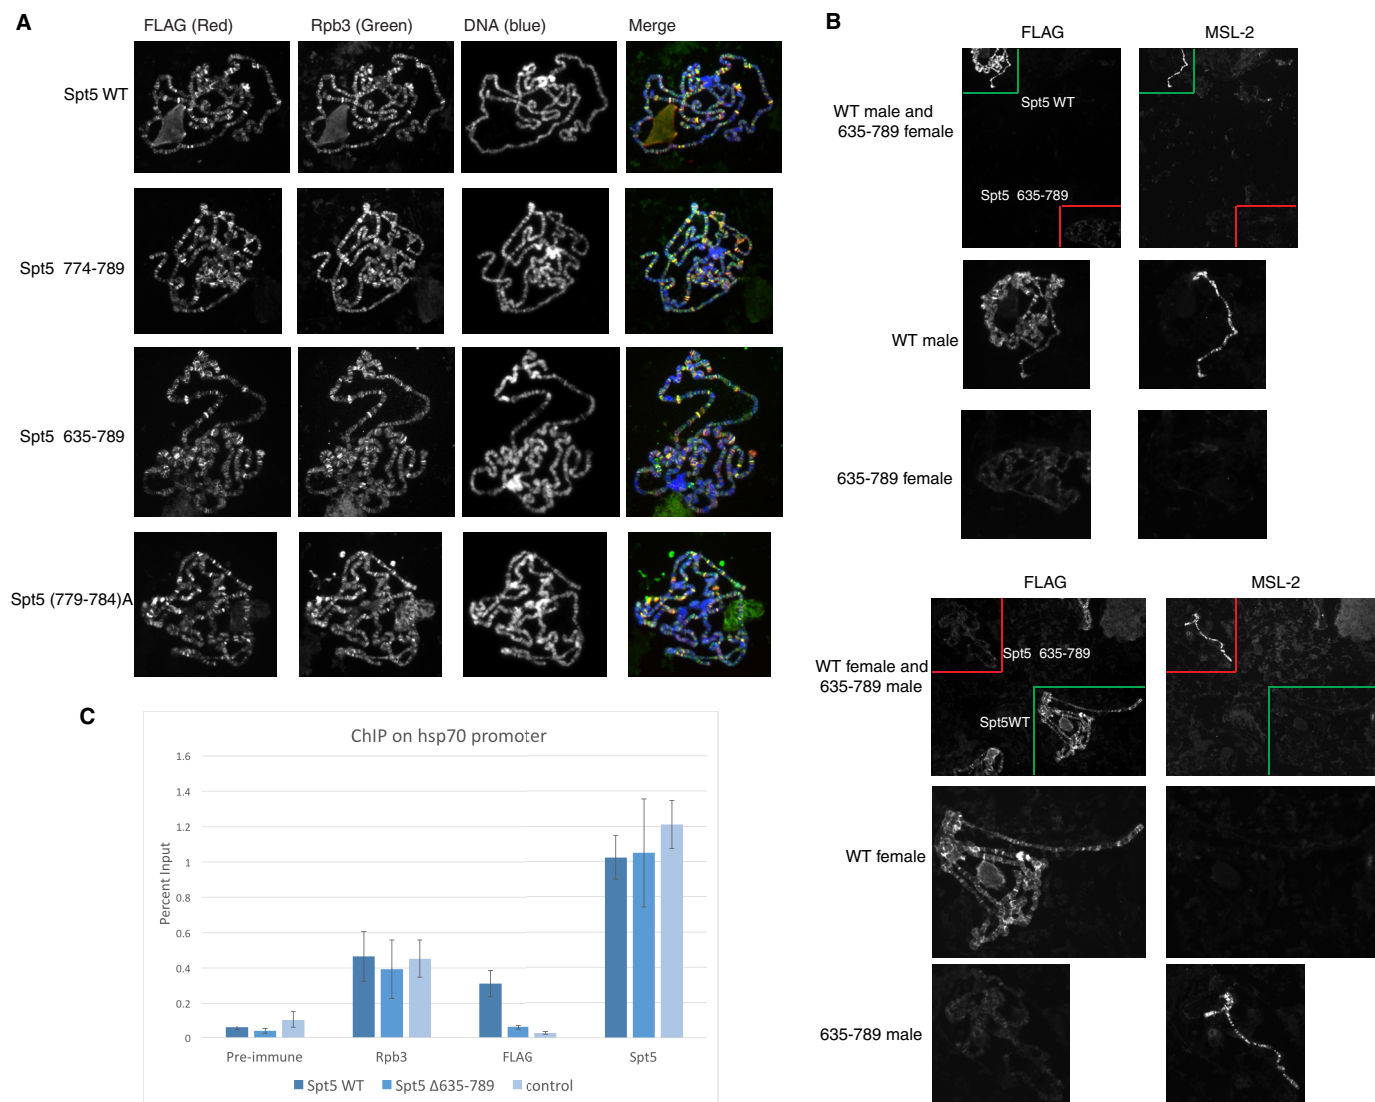 A
FLAG (Red)
Rpb3 (Green)
DNA (blue)
Merge
Spt5 WT
Spt5 774-789
Spt5 635-789
Spt5 (779-784)A
B
FLAG
MSL-2
WT male and
635-789 female
Spt5 WT
Spt5 635-789
WT male
635-789 female
FLAG
MSL-2
WT female and
635-789 male
Spt5 635-789
Spt5WT
WT female
635-789 male
C
ChIP on hsp70 promoter
Percent Input
1.6
1.4
1.2
1
0.8
0.6
0.4
0.2
0
Pre-immune
Rpb3
FLAG
Spt5
Spt5 WT
Spt5 Δ635-789
control